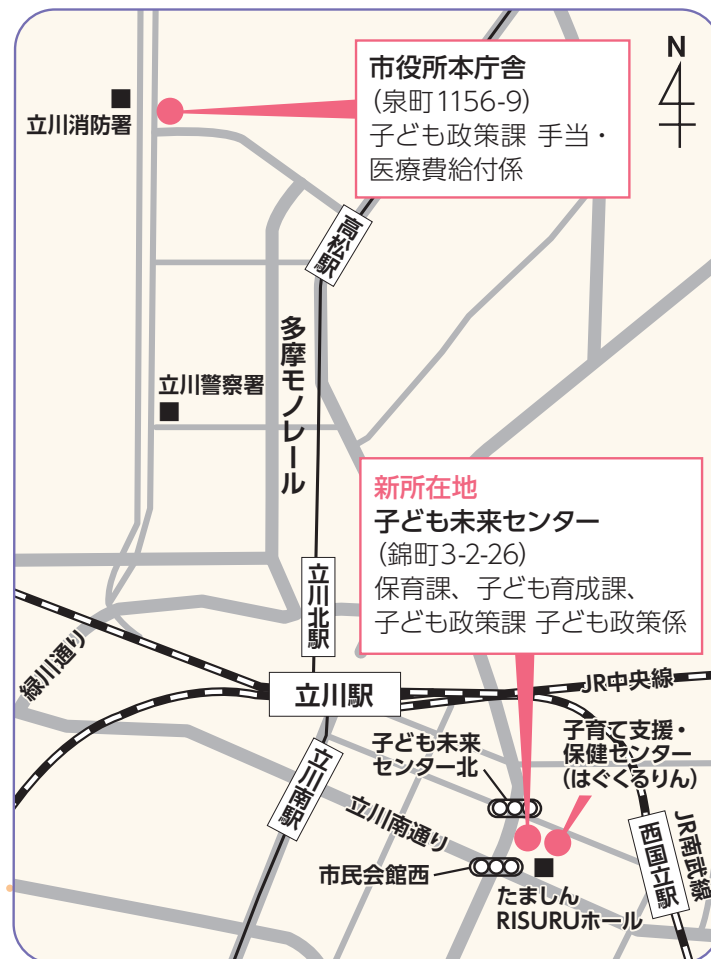 市役所本庁舎
(泉町1156-9)
子ども政策課 手当・
医療費給付係
N
立川消防署
高松駅
多摩モノレール
立川警察署
新所在地
子ども未来センター
(錦町3-2-26)
保育課、子ども育成課、
子ども政策課 子ども政策係
立川北駅
緑川通り
立川駅
JR中央線
立川南駅
子ども未来
センター北
子育て支援・
保健センター
(はぐくるりん)
立川南通り
JR南武線
西国立駅
市民会館西
たましん
RISURUホール